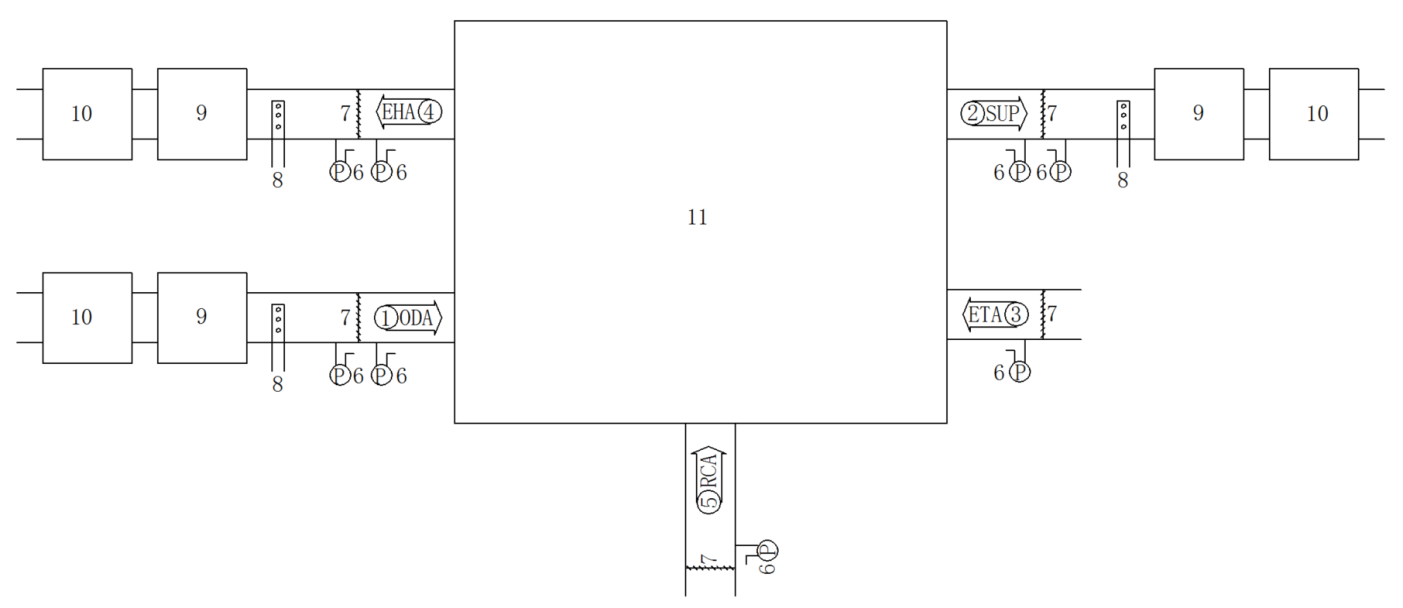 10 9 7 EHA④ ②SUP 7 9 10
8 P6 P6 6P 6P 8
11
10 9 7 ①ODA ETA③ 7
8 P6 P6 6P
⑤RCA
7 P
6